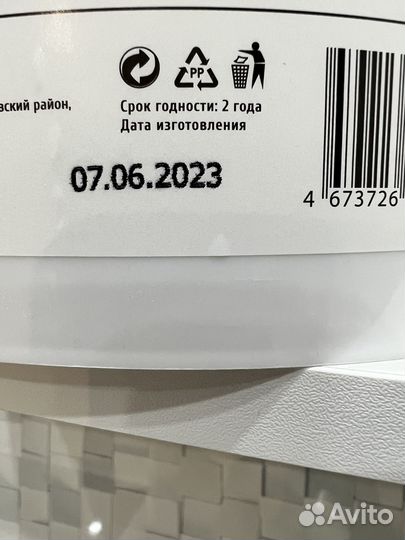 PP
вский район,
Срок годности: 2 года
Дата изготовления
07.06.2023
4 673726
Avito